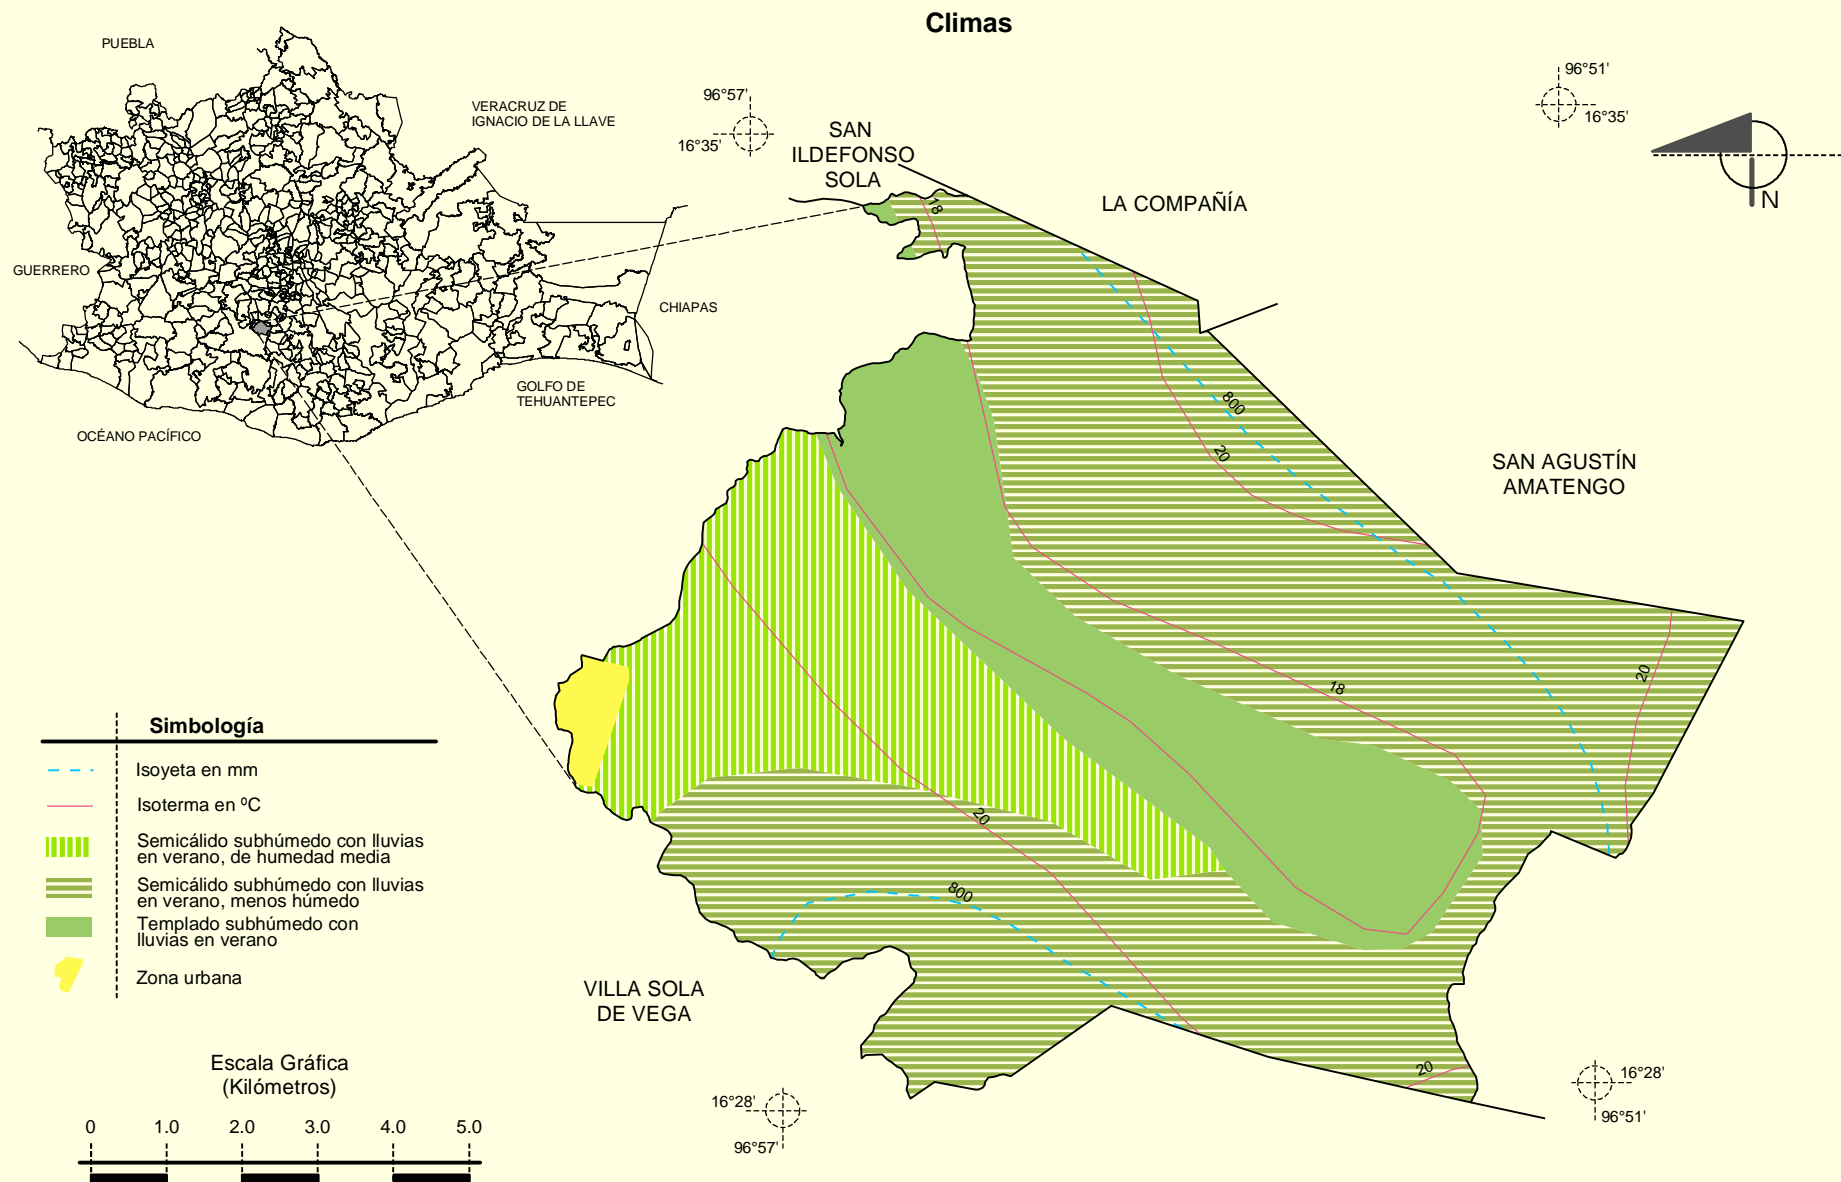 Climas
PUEBLA
VERACRUZ DE
IGNACIO DE LA LLAVE
GUERRERO
CHIAPAS
GOLFO DE
TEHUANTEPEC
OCÉANO PACÍFICO
96°57'
16°35'
96°51'
16°35'
N
SAN
ILDEFONSO
SOLA
LA COMPAÑÍA
SAN AGUSTÍN
AMATENGO
VILLA SOLA
DE VEGA
18
800
20
18
20
20
800
20
16°28'
96°57'
16°28'
96°51'
Simbología
Isoyeta en mm
Isoterma en ºC
Semicálido subhúmedo con lluvias
en verano, de humedad media
Semicálido subhúmedo con lluvias
en verano, menos húmedo
Templado subhúmedo con
lluvias en verano
Zona urbana
Escala Gráfica
(Kilómetros)
0 1.0 2.0 3.0 4.0 5.0